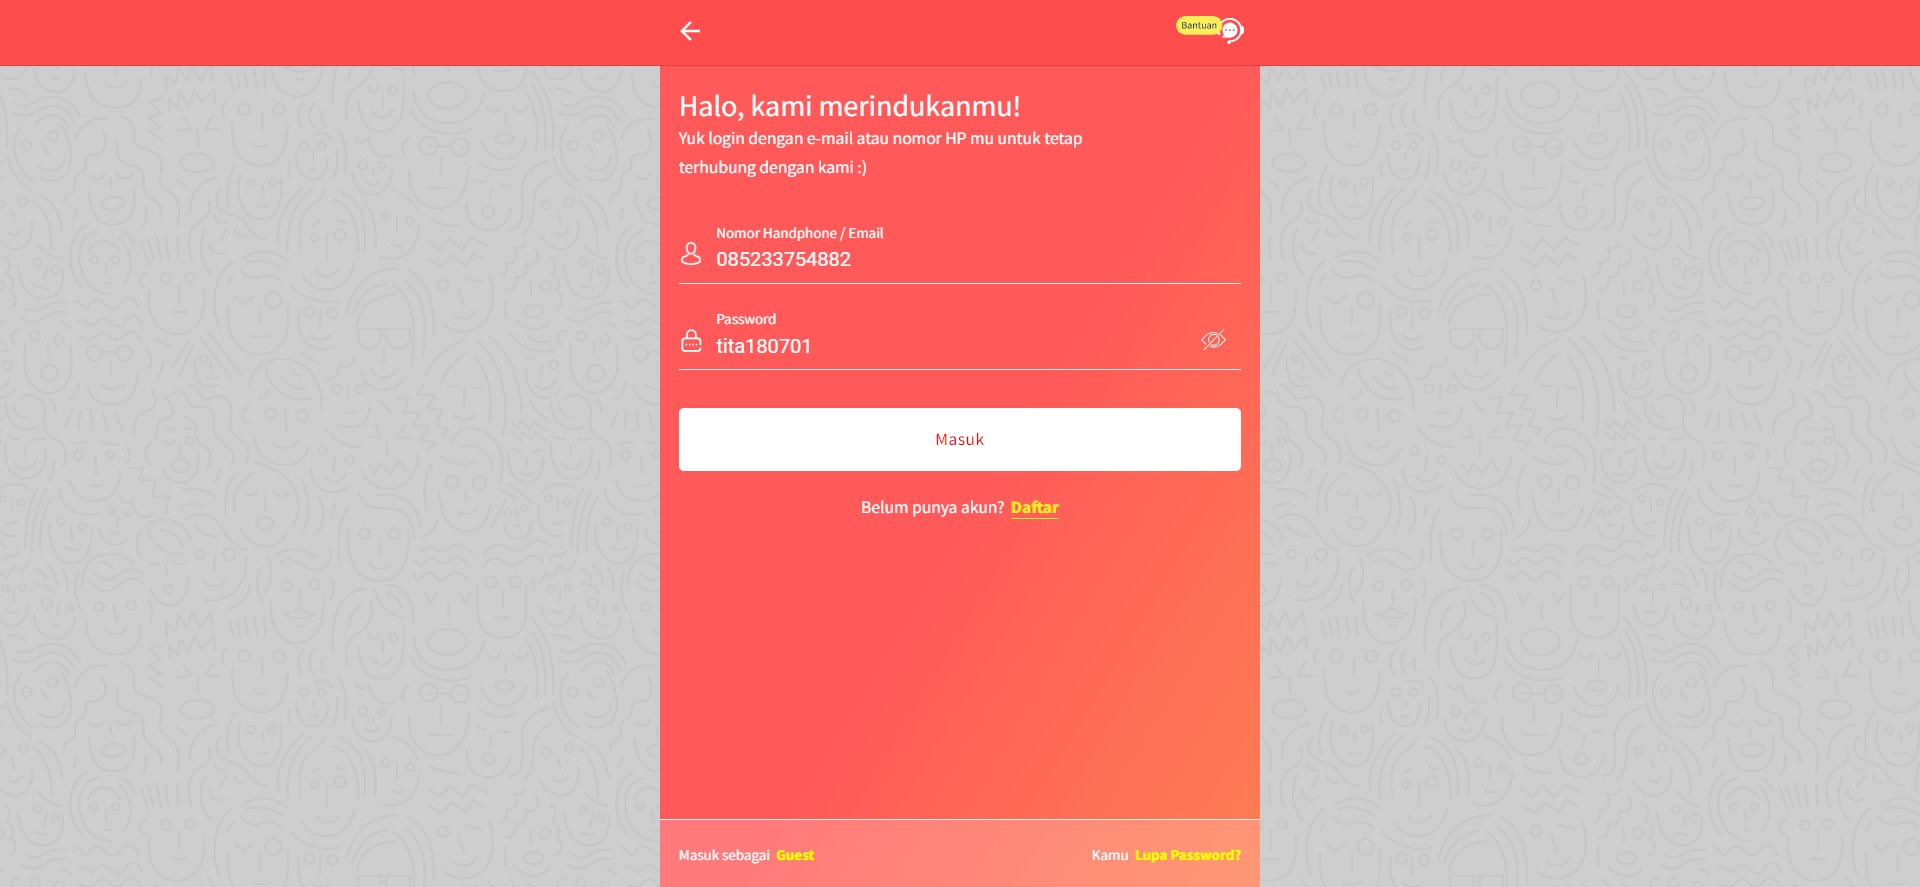 Bantuan
Halo, kami merindukanmu!
Yuk login dengan e-mail atau nomor HP mu untuk tetap
terhubung dengan kami :)
Nomor Handphone / Email
085233754882
Password
tita180701
Masuk
Belum punya akun? Daftar
Masuk sebagai Guest
Kamu Lupa Password?